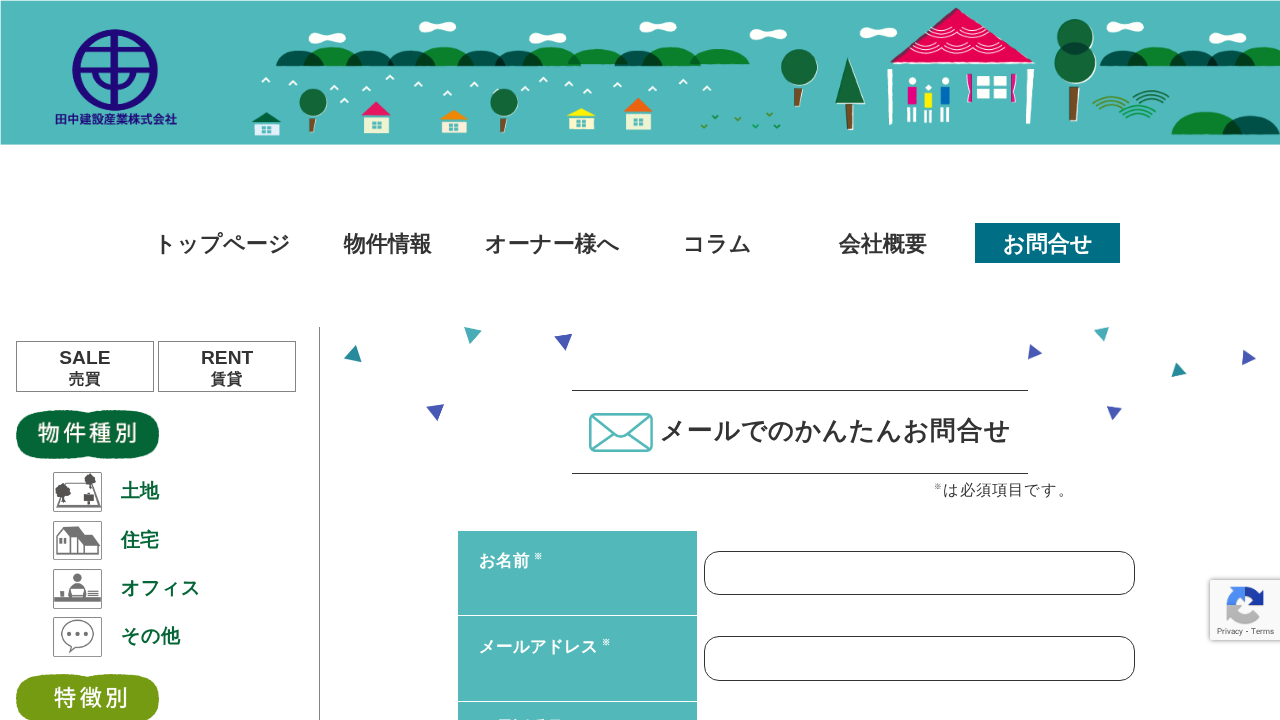 田中建設産業株式会社
トップページ
物件情報
オーナー様へ
コラム
会社概要
お問合せ
SALE
売買
RENT
賃貸
物件種別
土地
住宅
オフィス
その他
特徴別
メールでのかんたんお問合せ
※は必須項目です。
お名前 ※
メールアドレス ※
Privacy - Terms